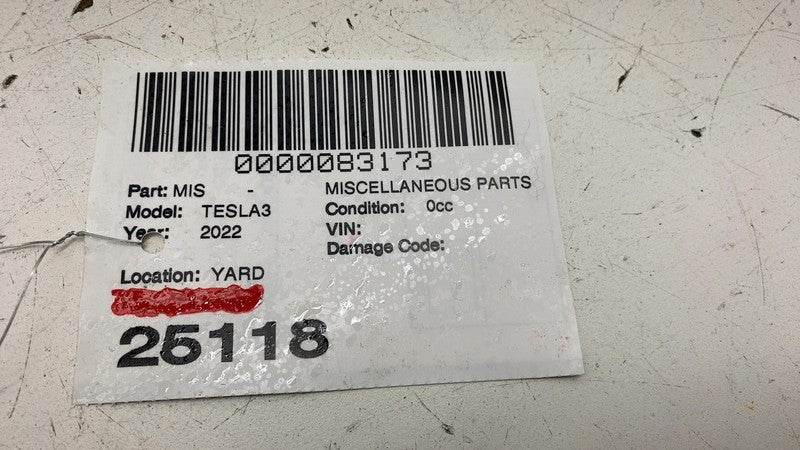 0000083173
Part: MIS - MISCELLANEOUS PARTS
Model: TESLA3 Condition: 0cc
Year: 2022 VIN:
Damage Code:
Location: YARD
25118